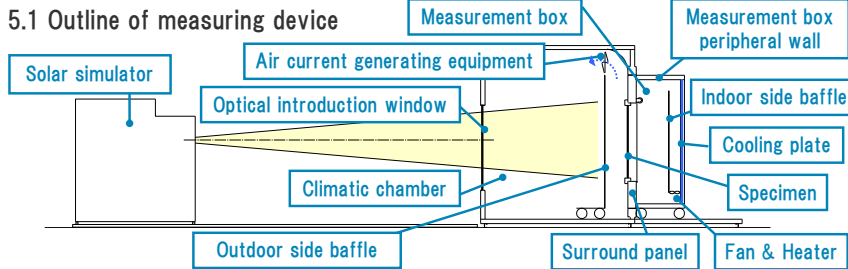 5.1 Outline of measuring device
Measurement box
Measurement box
peripheral wall
Air current generating equipment
Solar simulator
Optical introduction window
Indoor side baffle
Cooling plate
Climatic chamber
Specimen
Outdoor side baffle
Surround panel
Fan & Heater